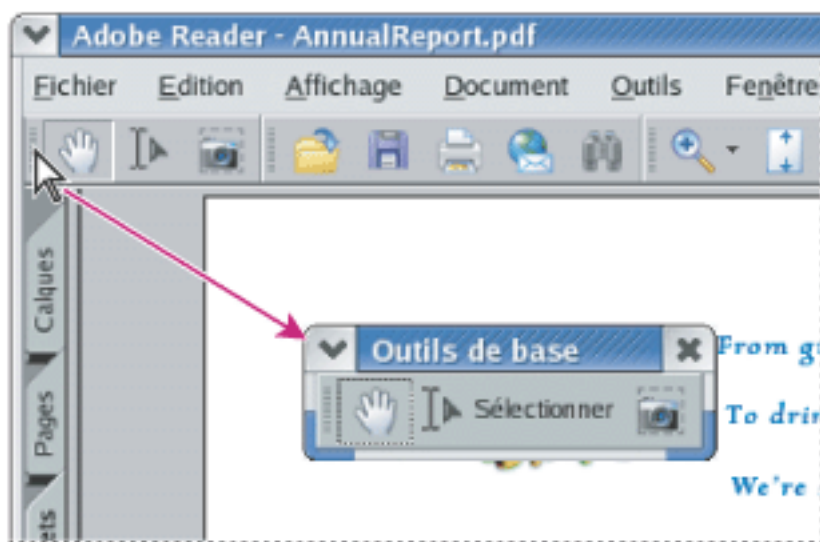 Adobe Reader - AnnualReport.pdf
Fichier Edition Affichage Document Outils Fenêtre
Calques
Pages
Outils de base
Sélectionner
From
To
We're